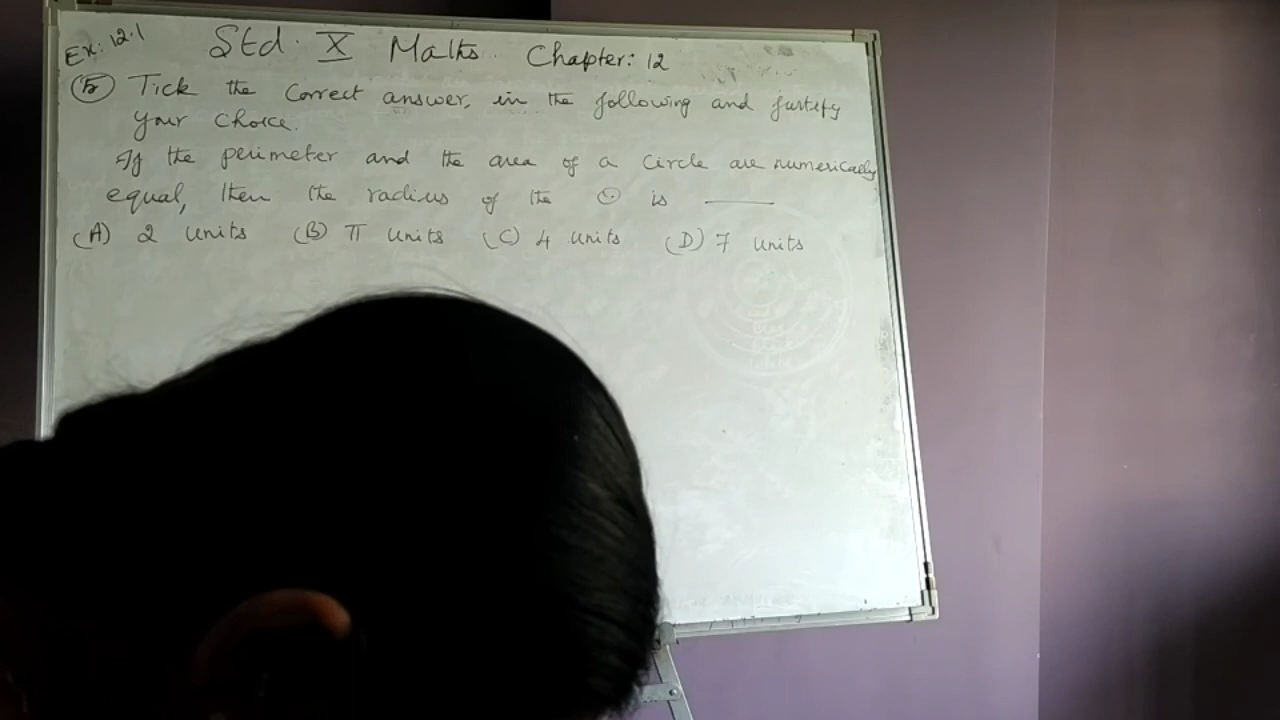 Ex: 12.1
Std. X Maths. Chapter: 12
(5) Tick the correct answer, in the following and justify
your choice.
If the perimeter and the area of a circle are numerically
equal, then the radius of the ⊙ is ____
(A) 2 units (B) π units (C) 4 units (D) 7 units